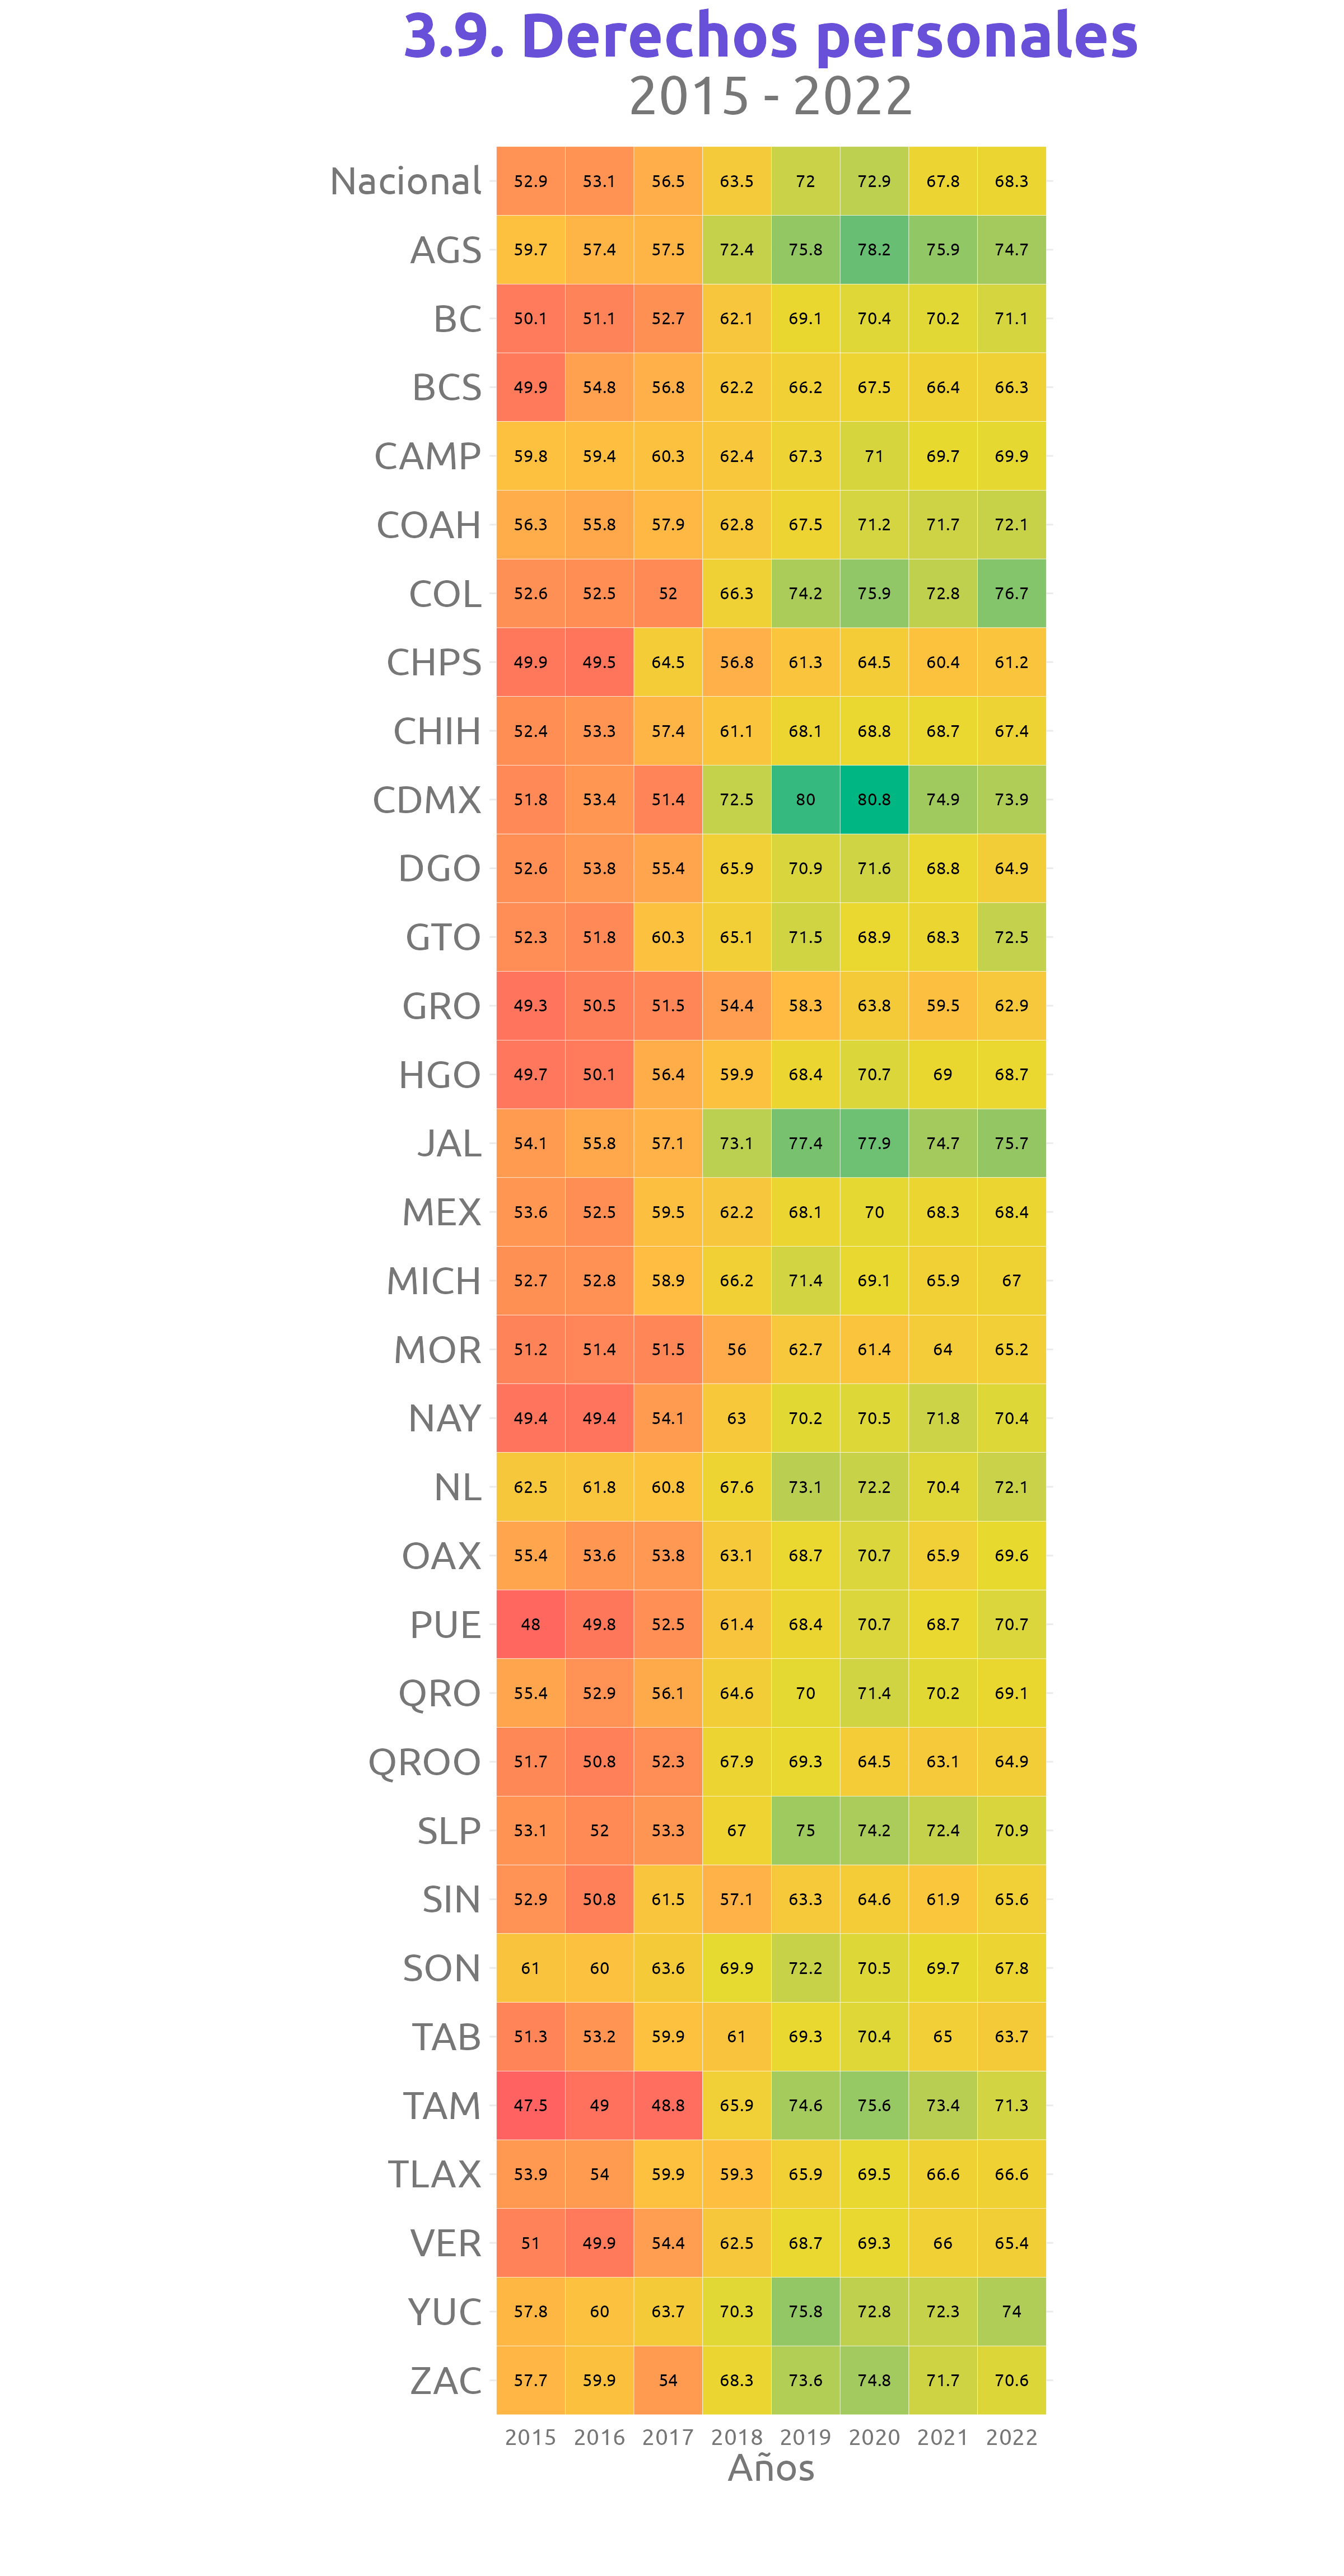 3.9. Derechos personales
2015 - 2022
Nacional 52.9 53.1 56.5 63.5 72 72.9 67.8 68.3
AGS 59.7 57.4 57.5 72.4 75.8 78.2 75.9 74.7
BC 50.1 51.1 52.7 62.1 69.1 70.4 70.2 71.1
BCS 49.9 54.8 56.8 62.2 66.2 67.5 66.4 66.3
CAMP 59.8 59.4 60.3 62.4 67.3 71 69.7 69.9
COAH 56.3 55.8 57.9 62.8 67.5 71.2 71.7 72.1
COL 52.6 52.5 52 66.3 74.2 75.9 72.8 76.7
CHPS 49.9 49.5 64.5 56.8 61.3 64.5 60.4 61.2
CHIH 52.4 53.3 57.4 61.1 68.1 68.8 68.7 67.4
CDMX 51.8 53.4 51.4 72.5 80 80.8 74.9 73.9
DGO 52.6 53.8 55.4 65.9 70.9 71.6 68.8 64.9
GTO 52.3 51.8 60.3 65.1 71.5 68.9 68.3 72.5
GRO 49.3 50.5 51.5 54.4 58.3 63.8 59.5 62.9
HGO 49.7 50.1 56.4 59.9 68.4 70.7 69 68.7
JAL 54.1 55.8 57.1 73.1 77.4 77.9 74.7 75.7
MEX 53.6 52.5 59.5 62.2 68.1 70 68.3 68.4
MICH 52.7 52.8 58.9 66.2 71.4 69.1 65.9 67
MOR 51.2 51.4 51.5 56 62.7 61.4 64 65.2
NAY 49.4 49.4 54.1 63 70.2 70.5 71.8 70.4
NL 62.5 61.8 60.8 67.6 73.1 72.2 70.4 72.1
OAX 55.4 53.6 53.8 63.1 68.7 70.7 65.9 69.6
PUE 48 49.8 52.5 61.4 68.4 70.7 68.7 70.7
QRO 55.4 52.9 56.1 64.6 70 71.4 70.2 69.1
QROO 51.7 50.8 52.3 67.9 69.3 64.5 63.1 64.9
SLP 53.1 52 53.3 67 75 74.2 72.4 70.9
SIN 52.9 50.8 61.5 57.1 63.3 64.6 61.9 65.6
SON 61 60 63.6 69.9 72.2 70.5 69.7 67.8
TAB 51.3 53.2 59.9 61 69.3 70.4 65 63.7
TAM 47.5 49 48.8 65.9 74.6 75.6 73.4 71.3
TLAX 53.9 54 59.9 59.3 65.9 69.5 66.6 66.6
VER 51 49.9 54.4 62.5 68.7 69.3 66 65.4
YUC 57.8 60 63.7 70.3 75.8 72.8 72.3 74
ZAC 57.7 59.9 54 68.3 73.6 74.8 71.7 70.6
2015 2016 2017 2018 2019 2020 2021 2022
Años